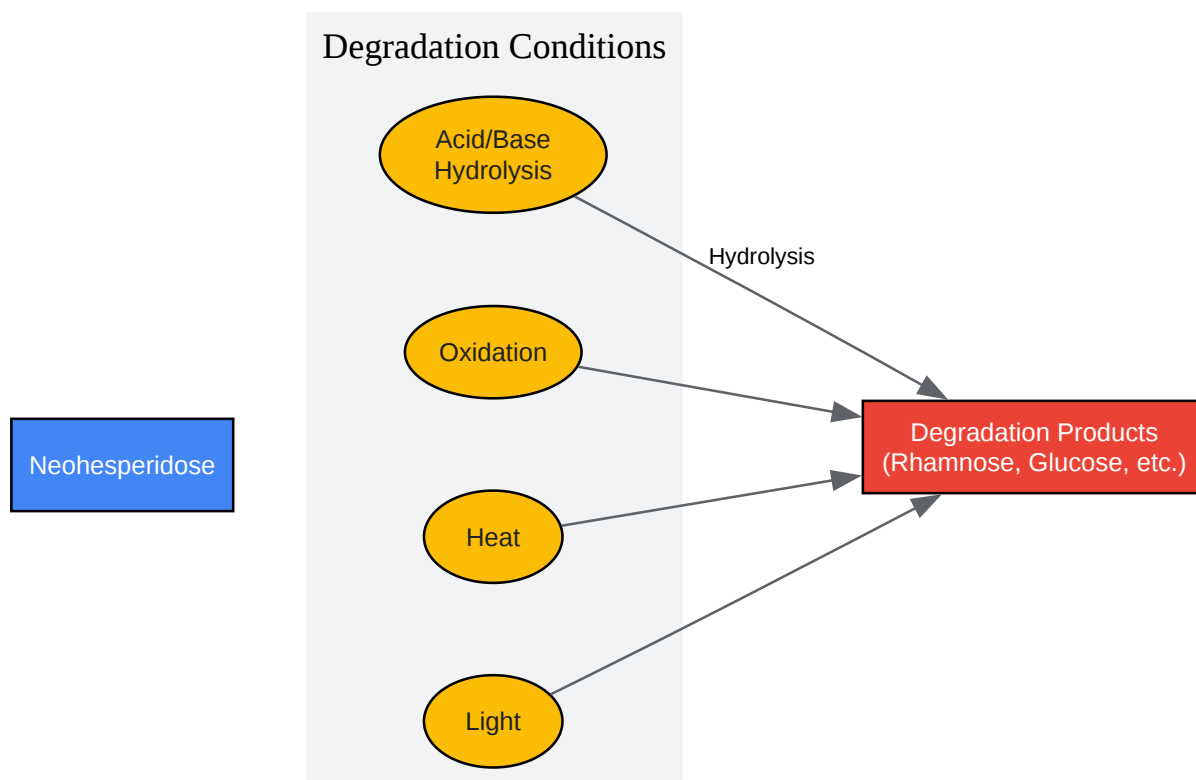 Degradation Conditions
Acid/Base
Hydrolysis
Hydrolysis
Oxidation
Neohesperidose
Degradation Products
(Rhamnose, Glucose, etc.)
Heat
Light